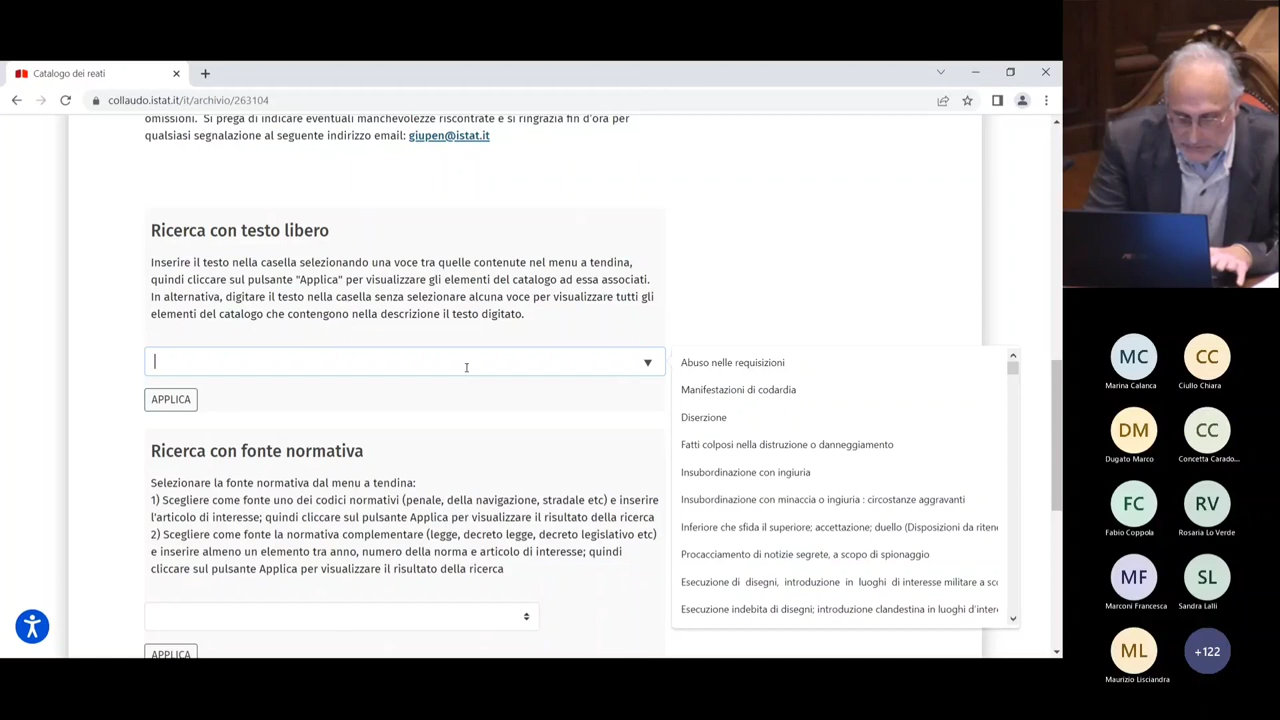 Catalogo dei reati
collaudo.istat.it/it/archivio/263104
omissioni. Si prega di indicare eventuali manchevolezze riscontrate e si ringrazia fin d'ora per
qualsiasi segnalazione al seguente indirizzo email: giupen@istat.it
Ricerca con testo libero
Inserire il testo nella casella selezionando una voce tra quelle contenute nel menu a tendina,
quindi cliccare sul pulsante "Applica" per visualizzare gli elementi del catalogo ad essa associati.
In alternativa, digitare il testo nella casella senza selezionare alcuna voce per visualizzare tutti gli
elementi del catalogo che contengono nella descrizione il testo digitato.
APPLICA
Abuso nelle requisizioni
Manifestazioni di codardia
Diserzione
Fatti colposi nella distruzione o danneggiamento
Insubordinazione con ingiuria
Insubordinazione con minaccia o ingiuria : circostanze aggravanti
Inferiore che sfida il superiore; accettazione; duello (Disposizioni da ritene
Procacciamento di notizie segrete, a scopo di spionaggio
Esecuzione di disegni, introduzione in luoghi di interesse militare a sco
Esecuzione indebita di disegni; introduzione clandestina in luoghi d'inter
Ricerca con fonte normativa
Selezionare la fonte normativa dal menu a tendina:
1) Scegliere come fonte uno dei codici normativi (penale, della navigazione, stradale etc) e inserire
l'articolo di interesse; quindi cliccare sul pulsante Applica per visualizzare il risultato della ricerca
2) Scegliere come fonte la normativa complementare (legge, decreto legge, decreto legislativo etc)
e inserire almeno un elemento tra anno, numero della norma e articolo di interesse; quindi
cliccare sul pulsante Applica per visualizzare il risultato della ricerca
APPLICA
MC
Marina Calanca
CC
Ciullo Chiara
DM
Dugato Marco
CC
Concetta Carado...
FC
Fabio Coppola
RV
Rosaria Lo Verde
MF
Marconi Francesca
SL
Sandra Lalli
ML
Maurizio Lisciandra
+122